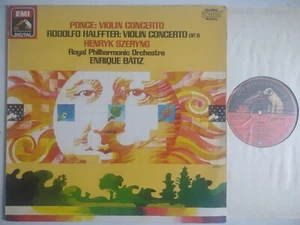 EMI
DIGITAL
PONCE: VIOLIN CONCERTO
RODOLFO HALFFTER: VIOLIN CONCERTO OP.11
HENRYK SZERYNG
Royal Philharmonic Orchestra
ENRIQUE BÁTIZ